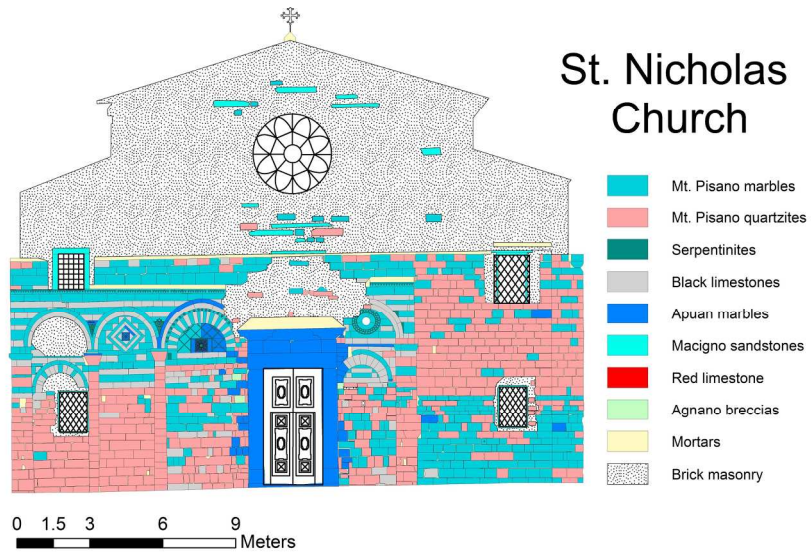 St. Nicholas
Church
Mt. Pisano marbles
Mt. Pisano quartzites
Serpentinites
Black limestones
Apuan marbles
Macigno sandstones
Red limestone
Agnano breccias
Mortars
Brick masonry
0 1.5 3 6 9
Meters